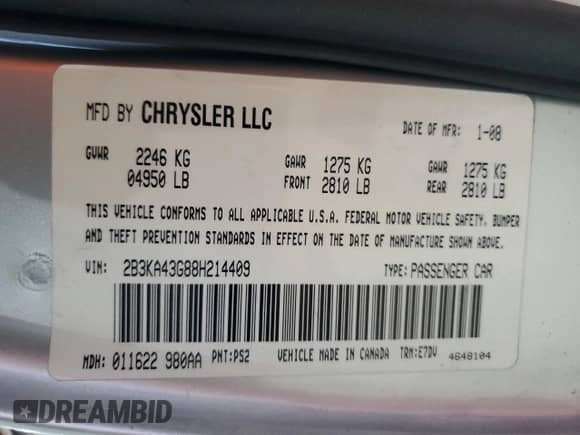 MFD BY CHRYSLER LLC
DATE OF MFR: 1-08
GVWR 2246 KG GAWR 1275 KG GAWR 1275 KG
04950 LB FRONT 2810 LB REAR 2810 LB
THIS VEHICLE CONFORMS TO ALL APPLICABLE U.S.A. FEDERAL MOTOR VEHICLE SAFETY, BUMPER
AND THEFT PREVENTION STANDARDS IN EFFECT ON THE DATE OF MANUFACTURE SHOWN ABOVE.
VIN: 2B3KA43G88H214409 TYPE: PASSENGER CAR
MDH: 011622 980AA PNT: PS2 VEHICLE MADE IN CANADA TRM: E7DV 4648104
DREAMBID